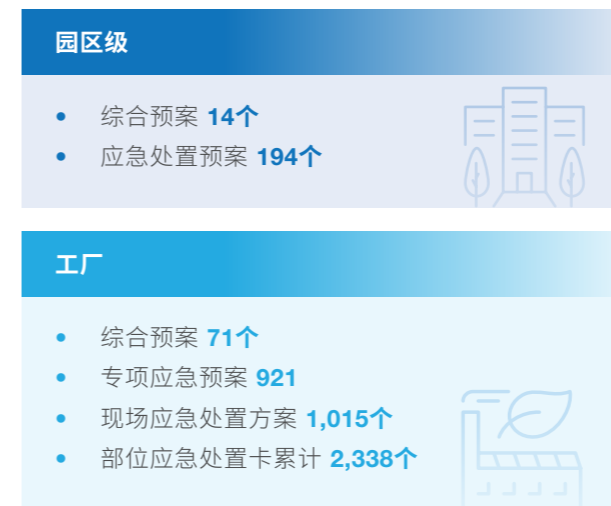 园区级
• 综合预案 14个
• 应急处置预案 194个
工厂
• 综合预案 71个
• 专项应急预案 921
• 现场应急处置方案 1,015个
• 部位应急处置卡累计 2,338个